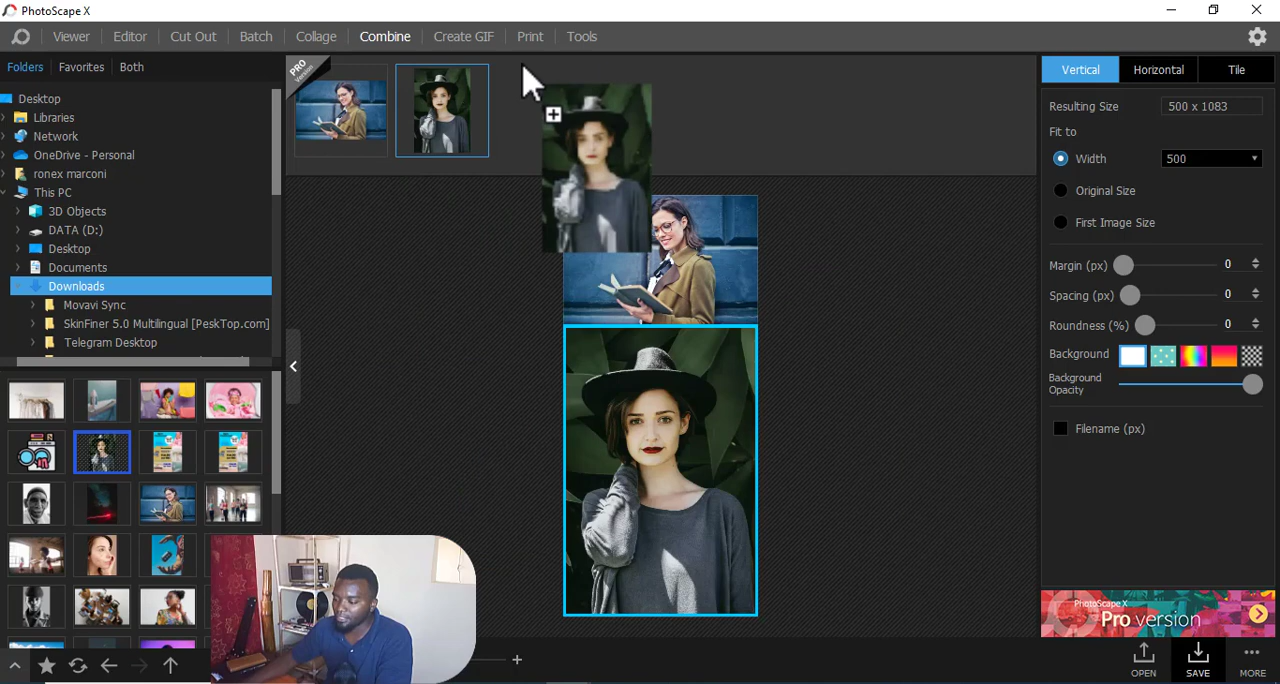 PhotoScape X
Viewer Editor Cut Out Batch Collage Combine Create GIF Print Tools
Folders Favorites Both
PRO Version
Desktop
Libraries
Network
OneDrive - Personal
ronex marconi
This PC
3D Objects
DATA (D:)
Desktop
Documents
Downloads
Movavi Sync
SkinFiner 5.0 Multilingual [PeskTop.com]
Telegram Desktop
Vertical Horizontal Tile
Resulting Size 500 x 1083
Fit to
Width 500
Original Size
First Image Size
Margin (px) 0
Spacing (px) 0
Roundness (%) 0
Background
Background Opacity
Filename (px)
PhotoScape X
Pro version
OPEN SAVE MORE